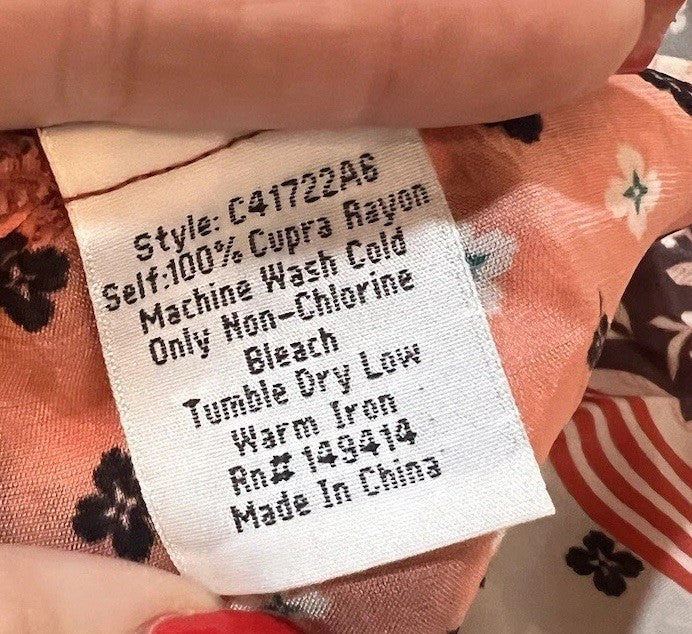 Style: C41722A6
Self:100% Cupra Rayon
Machine Wash Cold
Only Non-Chlorine
Bleach
Tumble Dry Low
Warm Iron
Rn# 149414
Made In China